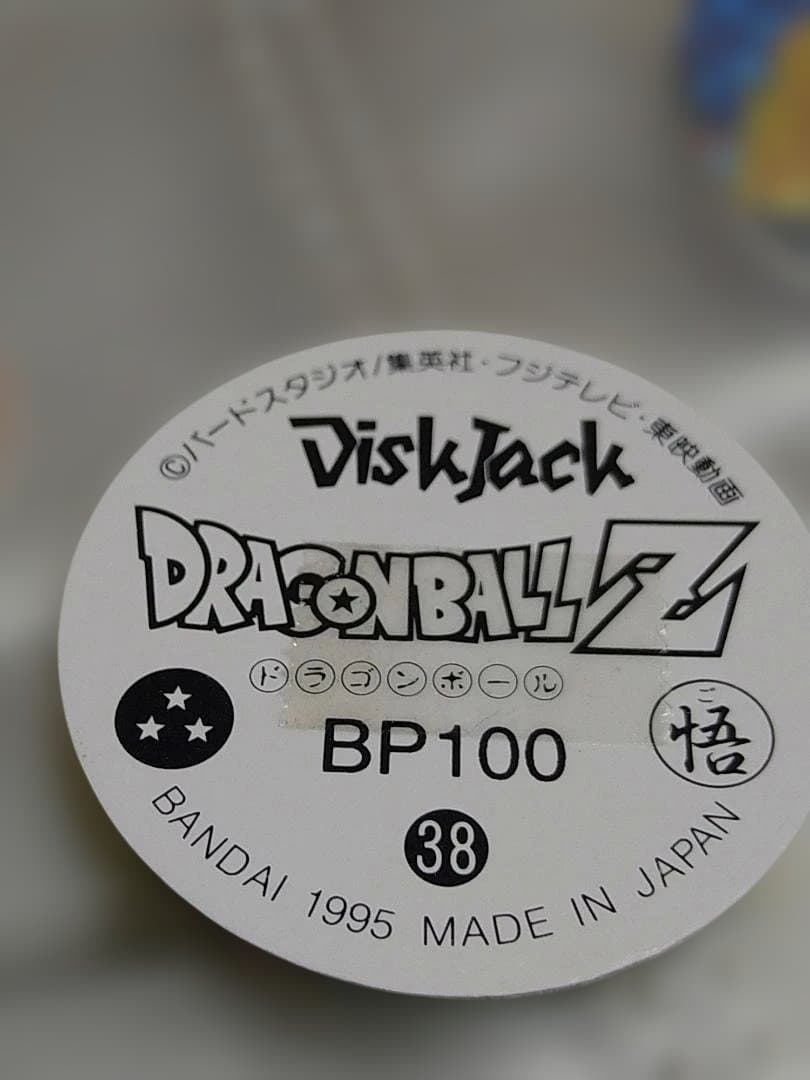 ©バードスタジオ/集英社・フジテレビ・東映動画
DiskJack
DRAGONBALL Z
ドラゴンボール
BP100
ご
悟
38
BANDAI 1995 MADE IN JAPAN